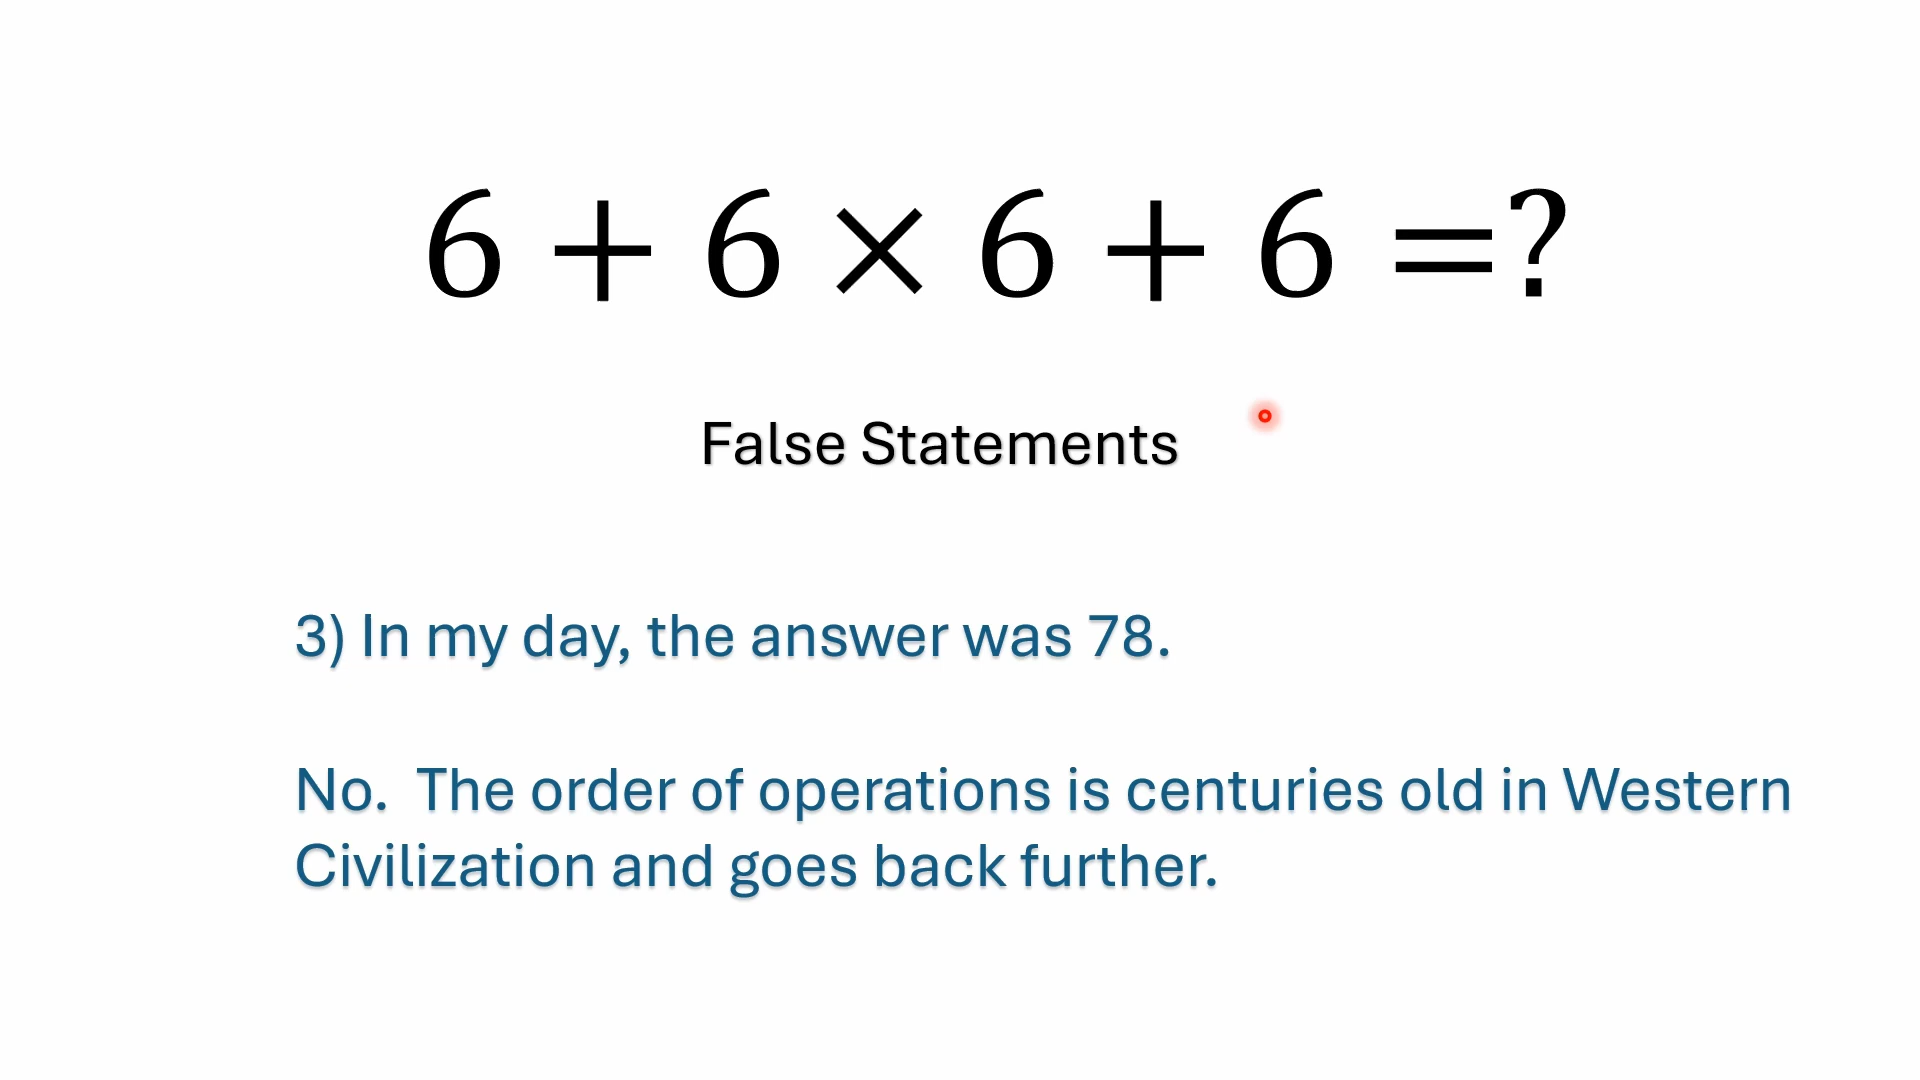 6 + 6 × 6 + 6 =?
False Statements
3) In my day, the answer was 78.
No. The order of operations is centuries old in Western
Civilization and goes back further.